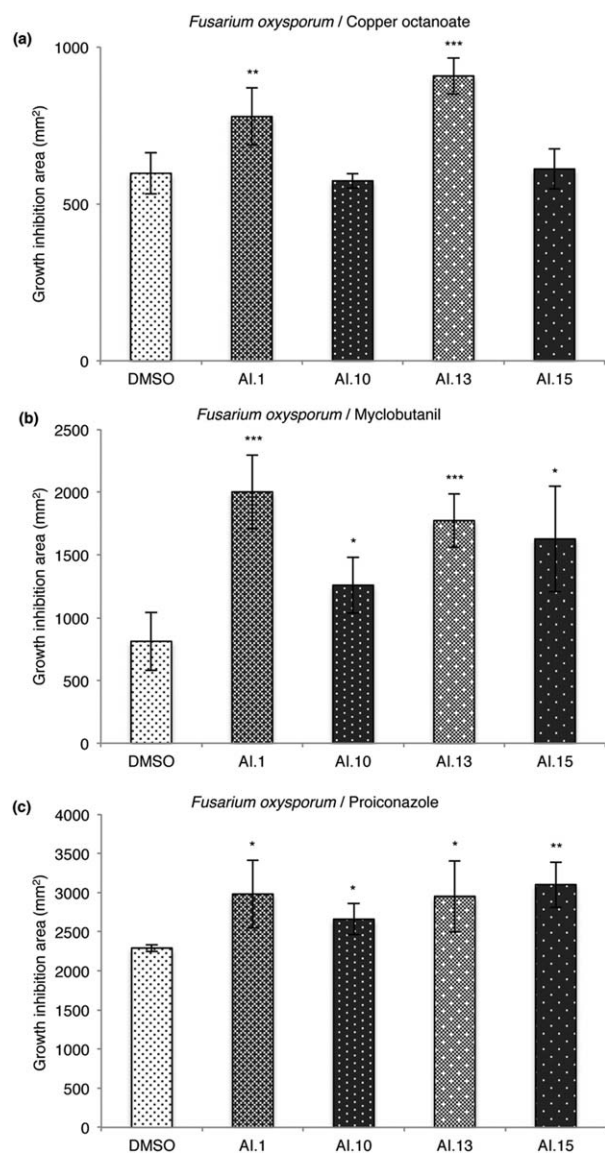 (a)
Fusarium oxysporum / Copper octanoate
Growth inhibition area (mm²)
1000
500
0
**
***
DMSO AI.1 AI.10 AI.13 AI.15
(b)
Fusarium oxysporum / Myclobutanil
Growth inhibition area (mm²)
2500
2000
1500
1000
500
0
***
*
***
*
DMSO AI.1 AI.10 AI.13 AI.15
(c)
Fusarium oxysporum / Proiconazole
Growth inhibition area (mm²)
4000
3500
3000
2500
2000
1500
1000
500
0
*
*
*
**
DMSO AI.1 AI.10 AI.13 AI.15